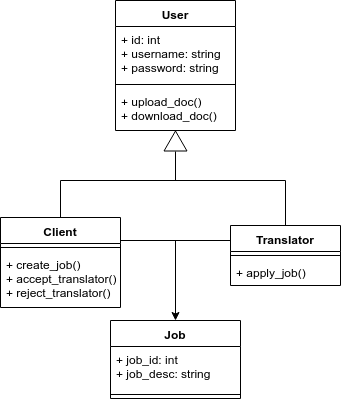 User
+ id: int
+ username: string
+ password: string
+ upload_doc()
+ download_doc()
Client
+ create_job()
+ accept_translator()
+ reject_translator()
Translator
+ apply_job()
Job
+ job_id: int
+ job_desc: string